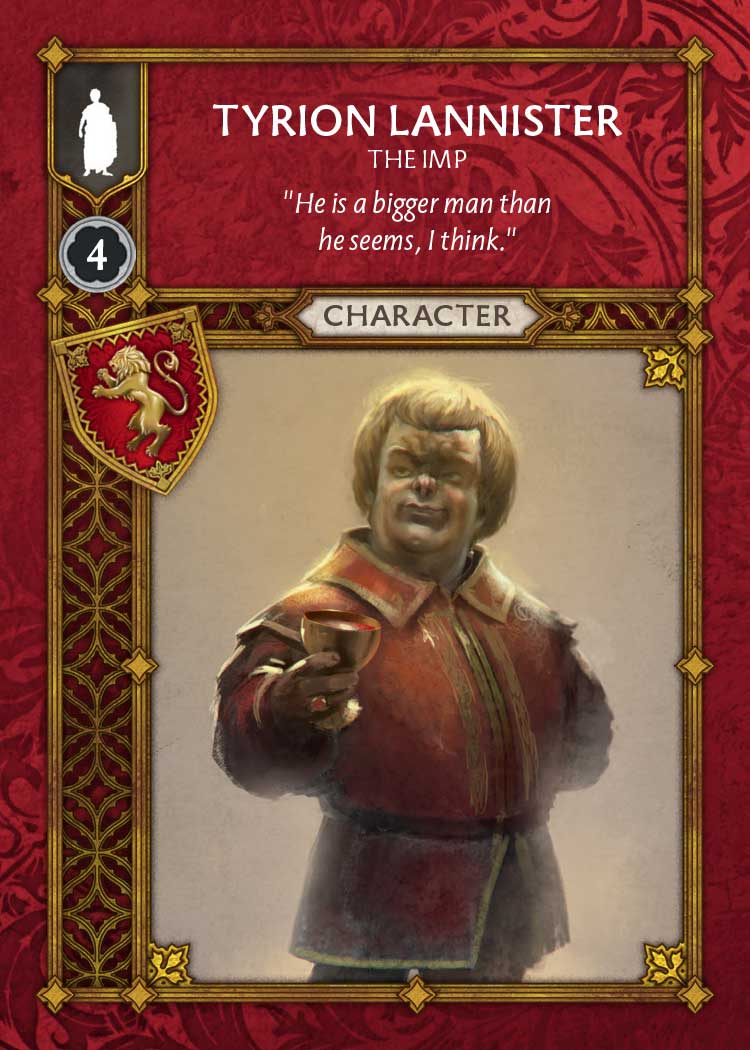 TYRION LANNISTER
THE IMP
"He is a bigger man than
he seems, I think."
4
CHARACTER